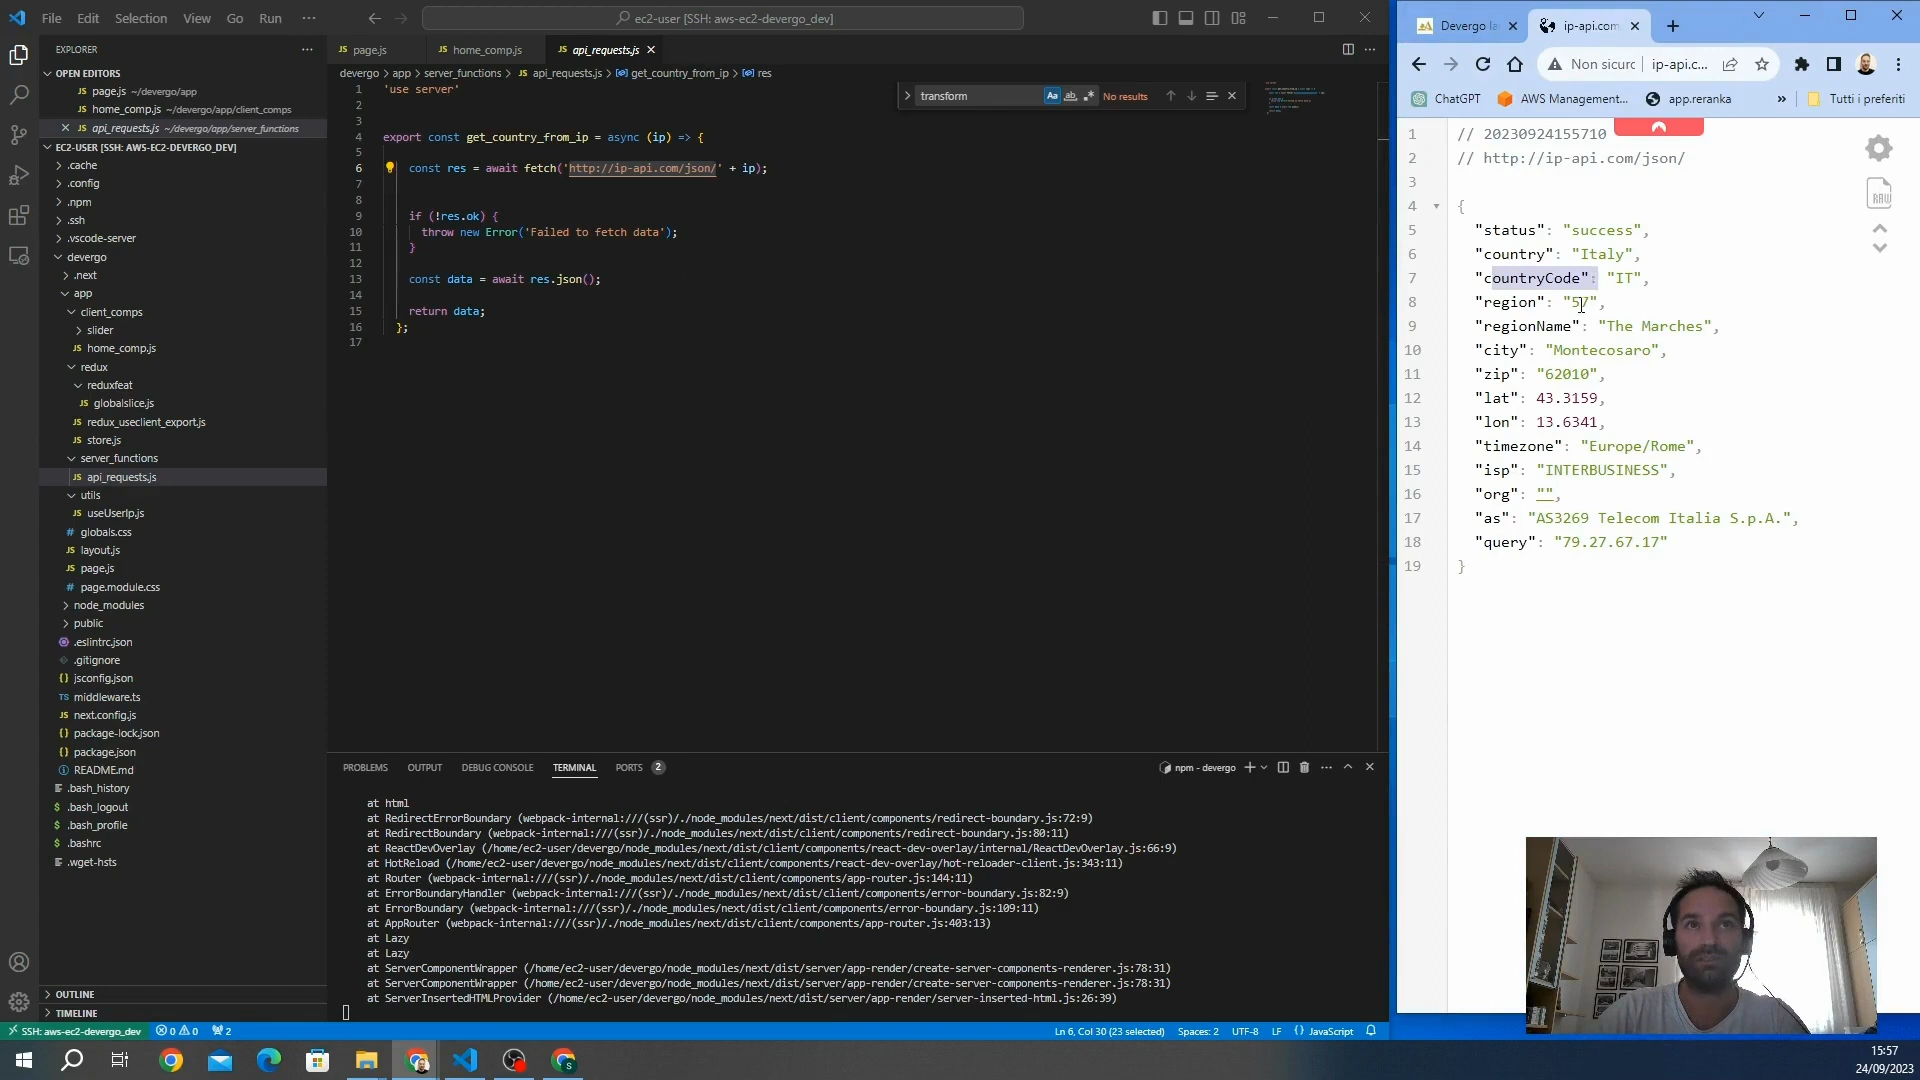 File Edit Selection View Go Run ···
ec2-user [SSH: aws-ec2-devergo_dev]
EXPLORER
OPEN EDITORS
page.js ~/devergo/app
home_comp.js ~/devergo/app/client_comps
api_requests.js ~/devergo/app/server_functions
EC2-USER [SSH: AWS-EC2-DEVERGO_DEV]
.cache
.config
.npm
.ssh
.vscode-server
devergo
.next
app
client_comps
slider
JS home_comp.js
redux
reduxfeat
JS globalslice.js
JS redux_useclient_export.js
JS store.js
server_functions
JS api_requests.js
utils
JS useUserIp.js
# globals.css
JS layout.js
JS page.js
# page.module.css
node_modules
public
.eslintrc.json
.gitignore
{} jsconfig.json
TS middleware.ts
JS next.config.js
{} package-lock.json
{} package.json
README.md
.bash_history
$ .bash_logout
$ .bash_profile
$ .bashrc
.wget-hsts
OUTLINE
TIMELINE
JS page.js
JS home_comp.js
JS api_requests.js
devergo > app > server_functions > JS api_requests.js > get_country_from_ip > res
transform Aa ab No results
1 'use server'
2
3
4 export const get_country_from_ip = async (ip) => {
5
6 const res = await fetch('http://ip-api.com/json/' + ip);
7
8
9 if (!res.ok) {
10 throw new Error('Failed to fetch data');
11 }
12
13 const data = await res.json();
14
15 return data;
16 };
17
PROBLEMS OUTPUT DEBUG CONSOLE TERMINAL PORTS 2
npm - devergo
at html
at RedirectErrorBoundary (webpack-internal:///(ssr)/./node_modules/next/dist/client/components/redirect-boundary.js:72:9)
at RedirectBoundary (webpack-internal:///(ssr)/./node_modules/next/dist/client/components/redirect-boundary.js:80:11)
at ReactDevOverlay (/home/ec2-user/devergo/node_modules/next/dist/client/components/react-dev-overlay/internal/ReactDevOverlay.js:66:9)
at HotReload (/home/ec2-user/devergo/node_modules/next/dist/client/components/react-dev-overlay/hot-reloader-client.js:343:11)
at Router (webpack-internal:///(ssr)/./node_modules/next/dist/client/components/app-router.js:144:11)
at ErrorBoundaryHandler (webpack-internal:///(ssr)/./node_modules/next/dist/client/components/error-boundary.js:82:9)
at ErrorBoundary (webpack-internal:///(ssr)/./node_modules/next/dist/client/components/error-boundary.js:109:11)
at AppRouter (webpack-internal:///(ssr)/./node_modules/next/dist/client/components/app-router.js:403:13)
at Lazy
at Lazy
at ServerComponentWrapper (/home/ec2-user/devergo/node_modules/next/dist/server/app-render/create-server-components-renderer.js:78:31)
at ServerComponentWrapper (/home/ec2-user/devergo/node_modules/next/dist/server/app-render/create-server-components-renderer.js:78:31)
at ServerInsertedHTMLProvider (/home/ec2-user/devergo/node_modules/next/dist/server/app-render/server-inserted-html.js:26:39)
SSH: aws-ec2-devergo_dev 0 0 2
Ln 6, Col 30 (23 selected) Spaces: 2 UTF-8 LF {} JavaScript
Devergo la
ip-api.com
Non sicuro ip-api.c...
ChatGPT AWS Management... app.reranka » Tutti i preferiti
1 // 20230924155710
2 // http://ip-api.com/json/
3
4 {
5 "status": "success",
6 "country": "Italy",
7 "countryCode": "IT",
8 "region": "57",
9 "regionName": "The Marches",
10 "city": "Montecosaro",
11 "zip": "62010",
12 "lat": 43.3159,
13 "lon": 13.6341,
14 "timezone": "Europe/Rome",
15 "isp": "INTERBUSINESS",
16 "org": "",
17 "as": "AS3269 Telecom Italia S.p.A.",
18 "query": "79.27.67.17"
19 }
RAW
15:57
24/09/2023